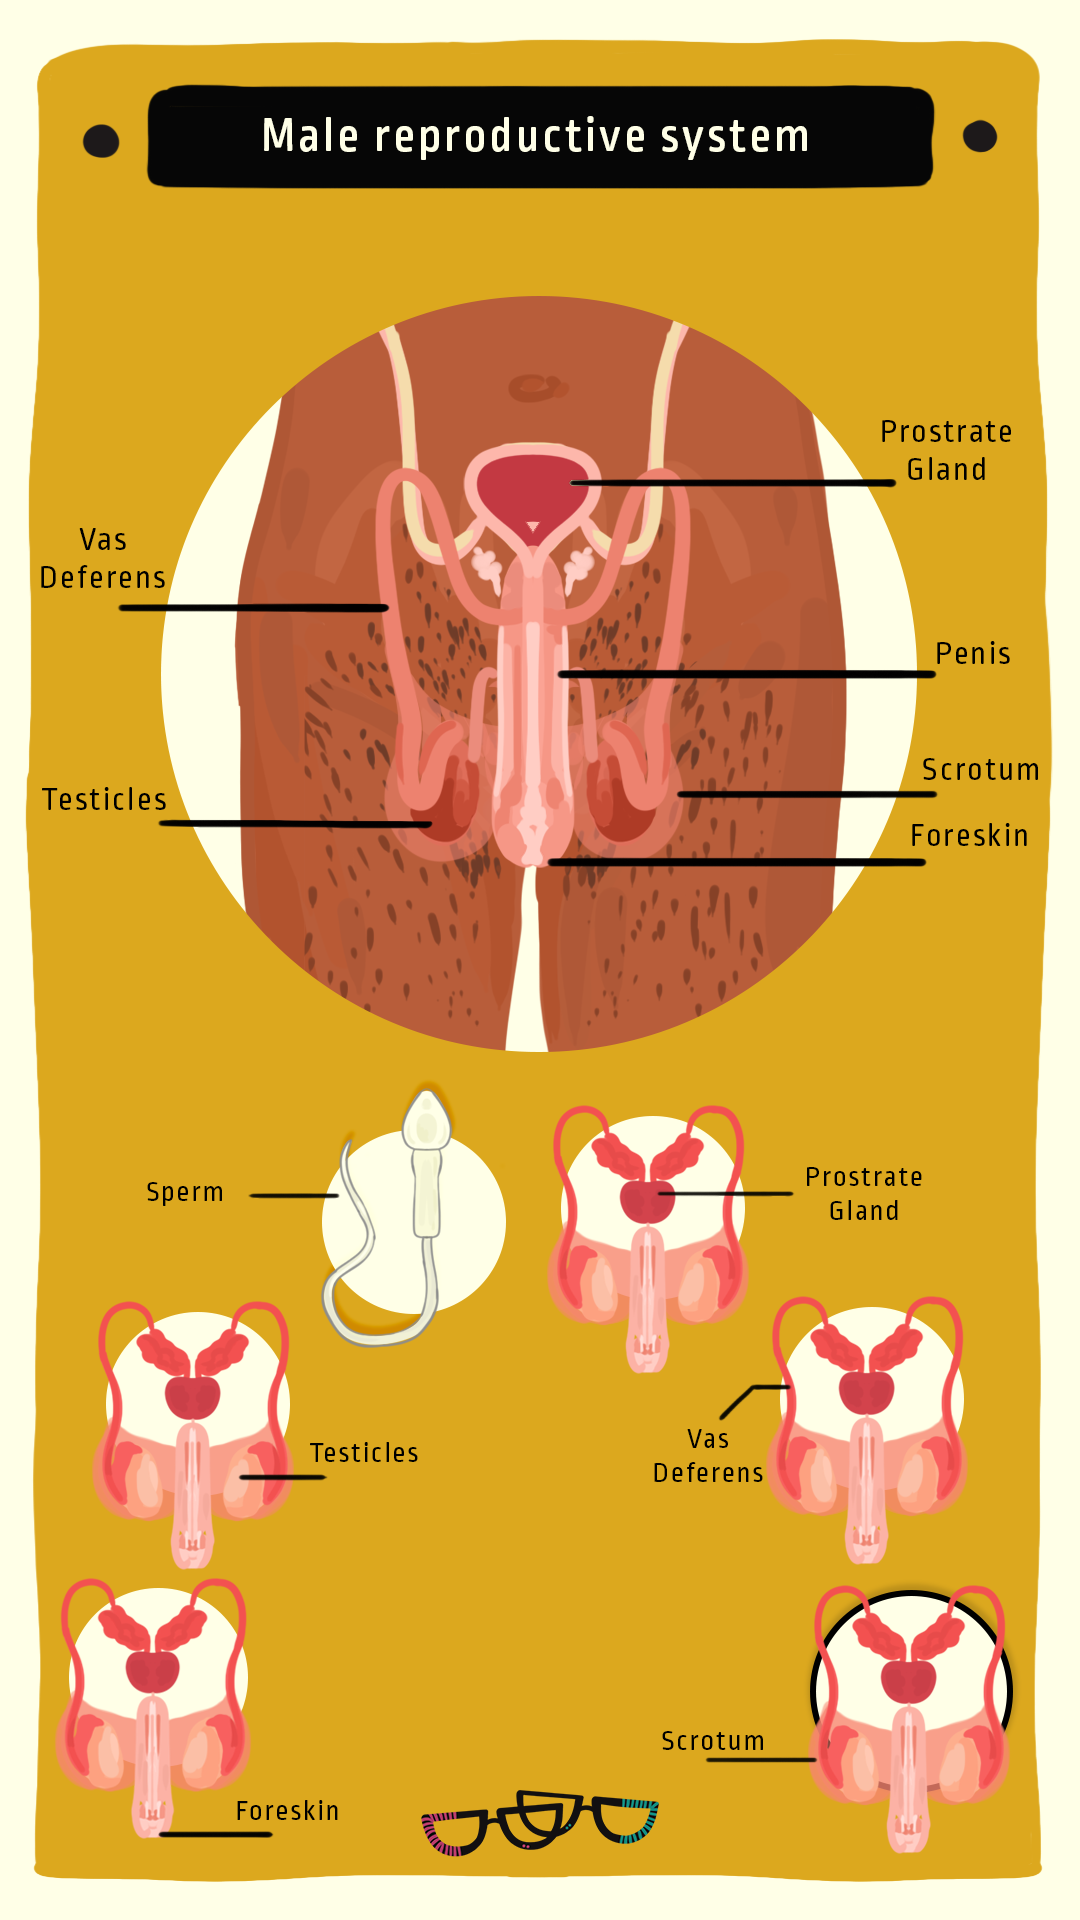 Male reproductive system
Prostrate
Gland
Vas
Deferens
Penis
Scrotum
Testicles
Foreskin
Sperm
Prostrate
Gland
Testicles
Vas
Deferens
Scrotum
Foreskin